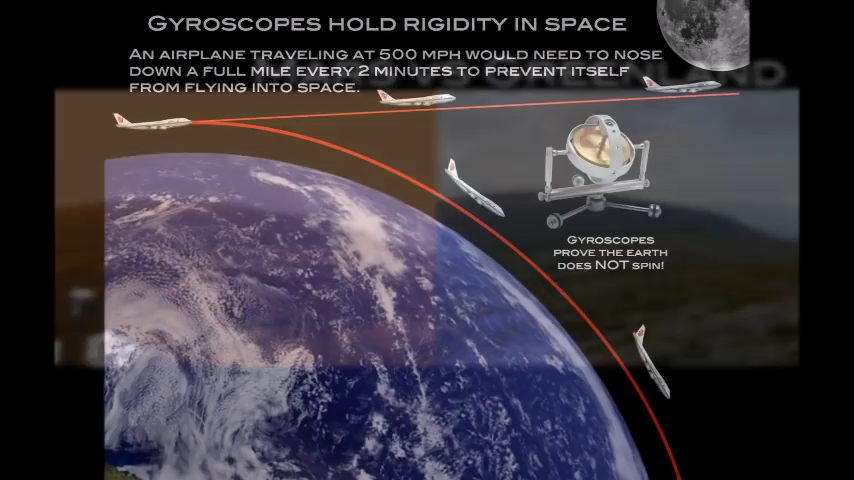 Gyroscopes hold rigidity in space
An airplane traveling at 500 mph would need to nose
down a full mile every 2 minutes to prevent itself
from flying into space.
Gyroscopes
prove the earth
does NOT spin!